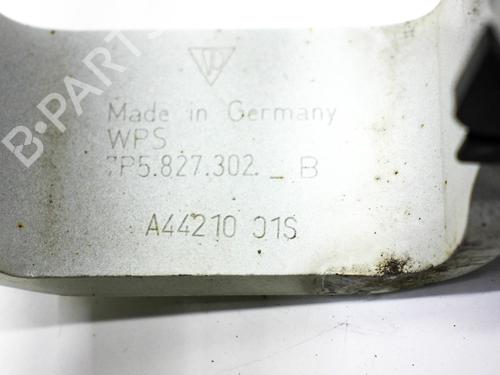 Made in Germany
WPS
7P5.827.302._B
A44210 01S
B-PARTS